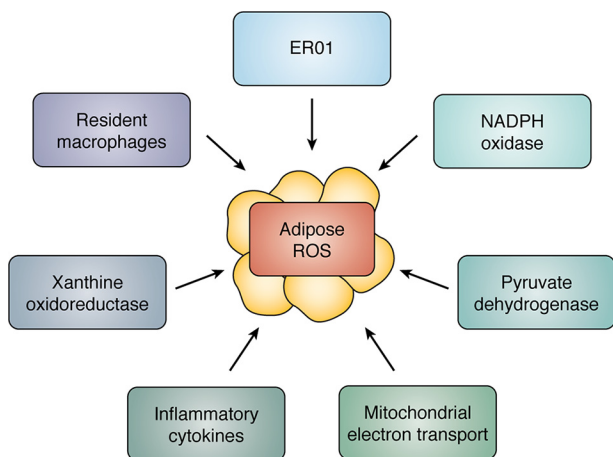 ER01
Resident
macrophages
NADPH
oxidase
Adipose
ROS
Xanthine
oxidoreductase
Pyruvate
dehydrogenase
Inflammatory
cytokines
Mitochondrial
electron transport